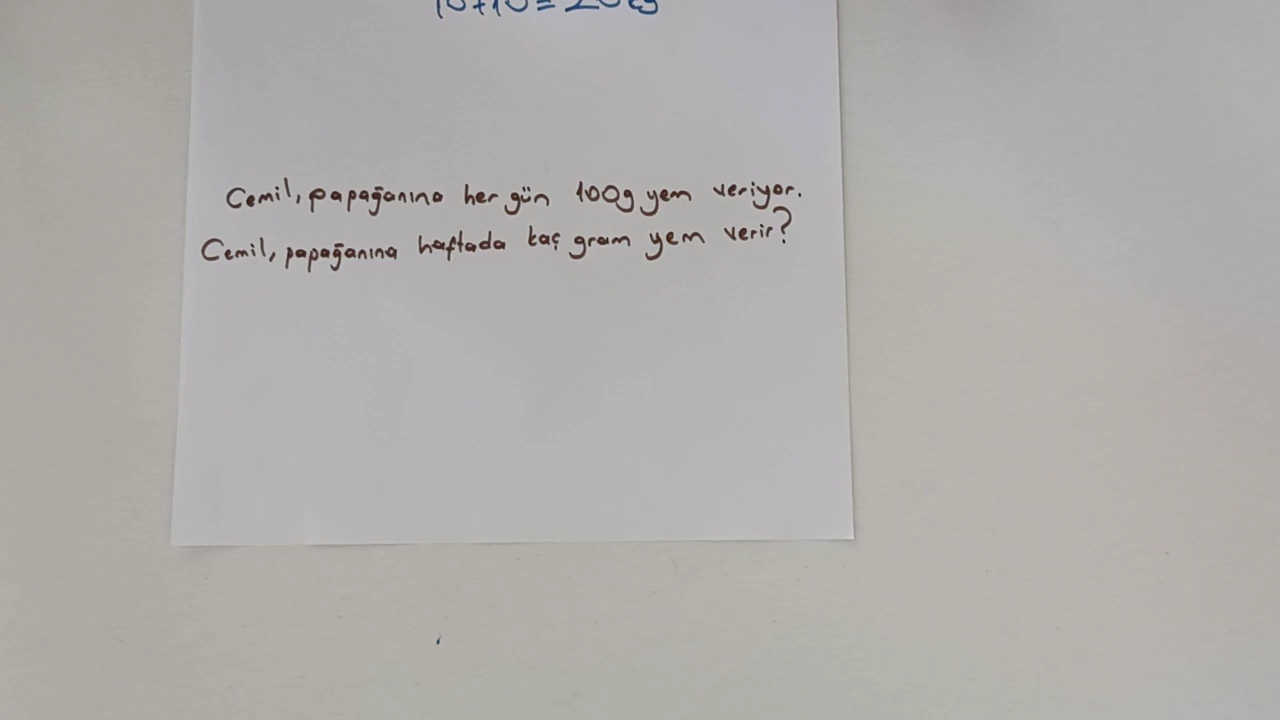 Cemil, papağanına her gün 100g yem veriyor.
Cemil, papağanına haftada kaç gram yem verir?